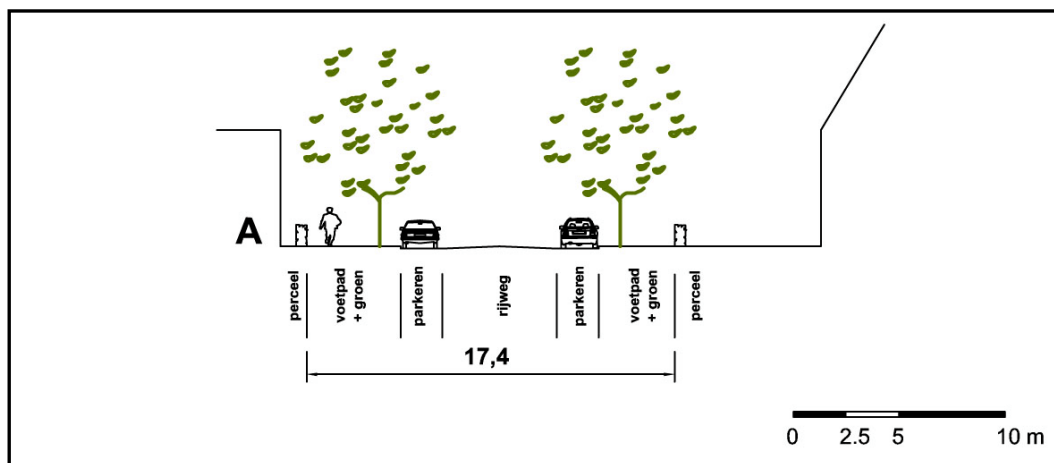 A
perceel
voetpad
+ groen
parkeren
rijweg
parkeren
voetpad
+ groen
perceel
17,4
0 2.5 5 10 m